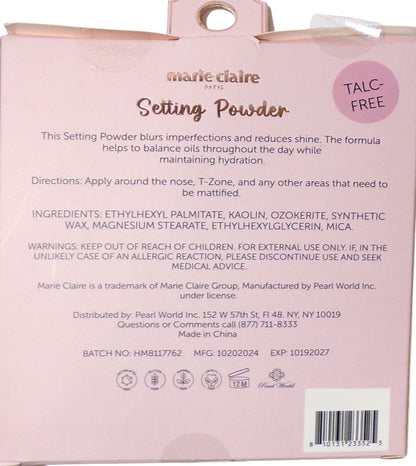 marie claire
PARIS
Setting Powder
TALC-
FREE
This Setting Powder blurs imperfections and reduces shine. The formula
helps to balance oils throughout the day while
maintaining hydration.
Directions: Apply around the nose, T-Zone, and any other areas that need to
be mattified.
INGREDIENTS: ETHYLHEXYL PALMITATE, KAOLIN, OZOKERITE, SYNTHETIC
WAX, MAGNESIUM STEARATE, ETHYLHEXYLGLYCERIN, MICA.
WARNINGS: KEEP OUT OF REACH OF CHILDREN. FOR EXTERNAL USE ONLY. IF, IN THE
UNLIKELY CASE OF AN ALLERGIC REACTION, PLEASE DISCONTINUE USE AND SEEK
MEDICAL ADVICE.
Marie Claire is a trademark of Marie Claire Group, Manufactured by Pearl World Inc.
under license.
Distributed by: Pearl World Inc. 152 W 57th St, Fl 48. NY, NY 10019
Questions or Comments call (877) 711-8333
Made in China
BATCH NO: HM8117762 MFG: 10202024 EXP: 10192027
12M
Pearl World
8 10131 23352 5